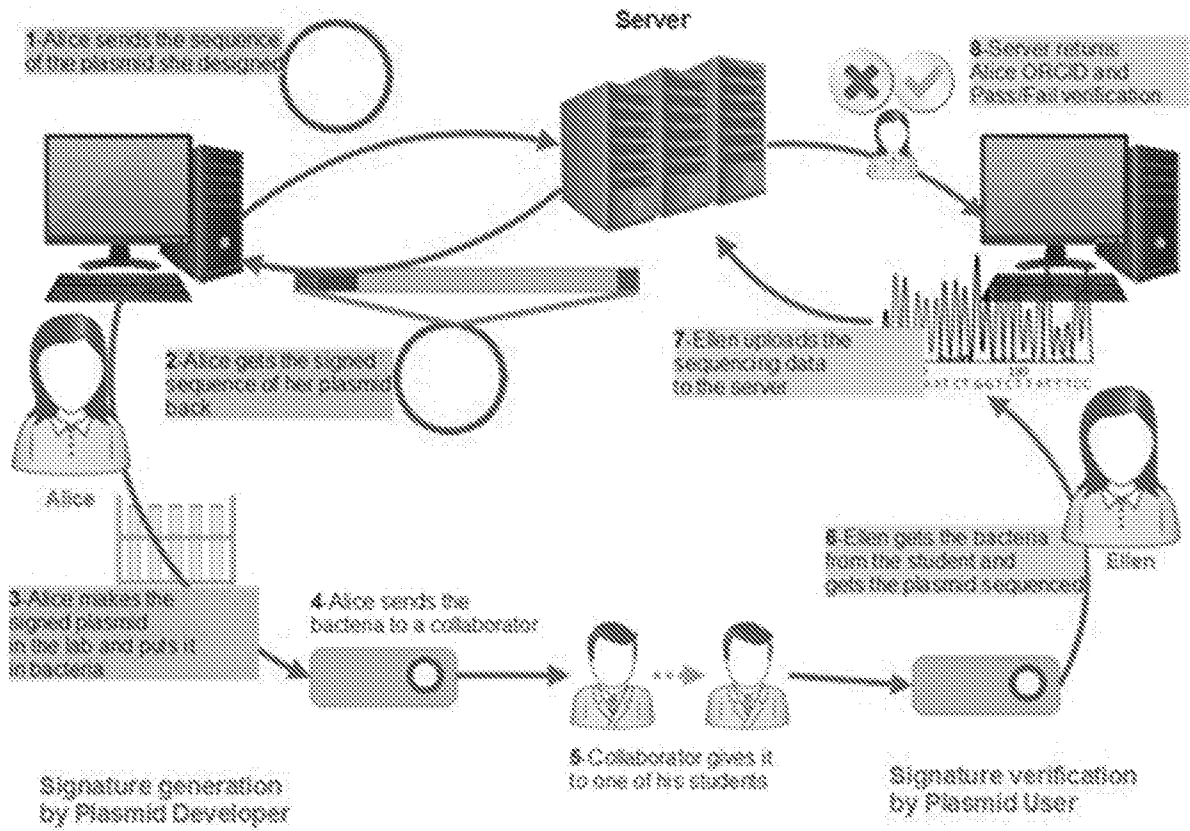 Server
1-Alice sends the sequence
of the plasmid she designed
8-Server returns
Alice ORCID and
Pass/Fail verification
2-Alice gets the signed
sequence of her plasmid
back
7-Ellen uploads the
sequencing data
to the server
Alice
Ellen
6-Ellen gets the bacteria
from the student and
gets the plasmid sequenced
3-Alice makes the
signed plasmid
in the lab and puts it
in bacteria
4-Alice sends the
bacteria to a collaborator
5-Collaborator gives it
to one of his students
Signature generation
by Plasmid Developer
Signature verification
by Plasmid User